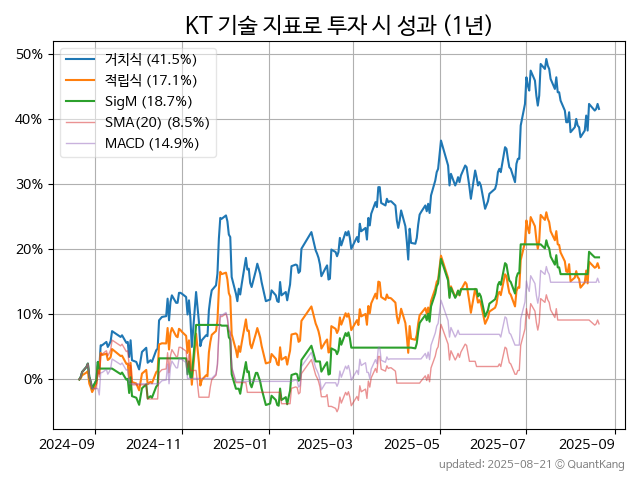 KT 기술 지표로 투자 시 성과 (1년)
거치식 (41.5%)
적립식 (17.1%)
SigM (18.7%)
SMA(20) (8.5%)
MACD (14.9%)
50%
40%
30%
20%
10%
0%
2024-09 2024-11 2025-01 2025-03 2025-05 2025-07 2025-09
updated: 2025-08-21 © QuantKang